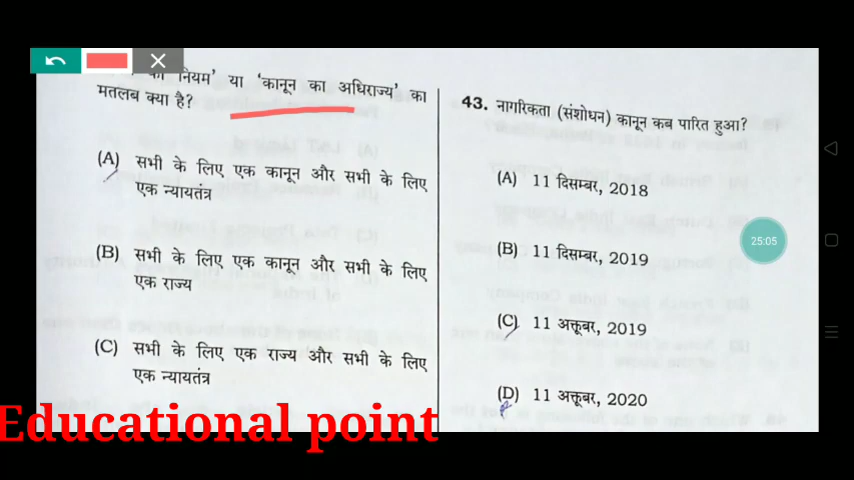 का नियम' या 'कानून का अधिराज्य' का
मतलब क्या है?
(A) सभी के लिए एक कानून और सभी के लिए
एक न्यायतंत्र
(B) सभी के लिए एक कानून और सभी के लिए
एक राज्य
(C) सभी के लिए एक राज्य और सभी के लिए
एक न्यायतंत्र
43. नागरिकता (संशोधन) कानून कब पारित हुआ?
(A) 11 दिसम्बर, 2018
(B) 11 दिसम्बर, 2019
(C) 11 अक्तूबर, 2019
(D) 11 अक्तूबर, 2020
25:05
Educational point